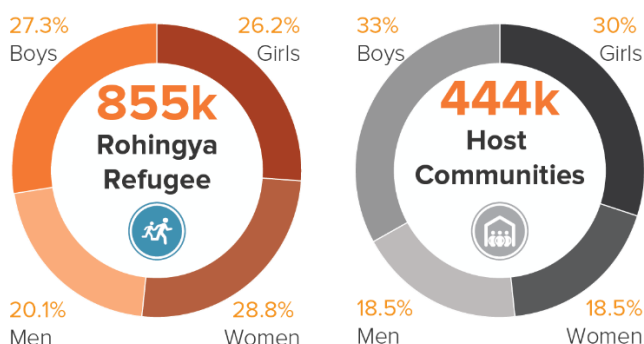 27.3%
Boys
26.2%
Girls
855k
Rohingya
Refugee
20.1%
Men
28.8%
Women
33%
Boys
30%
Girls
444k
Host
Communities
18.5%
Men
18.5%
Women